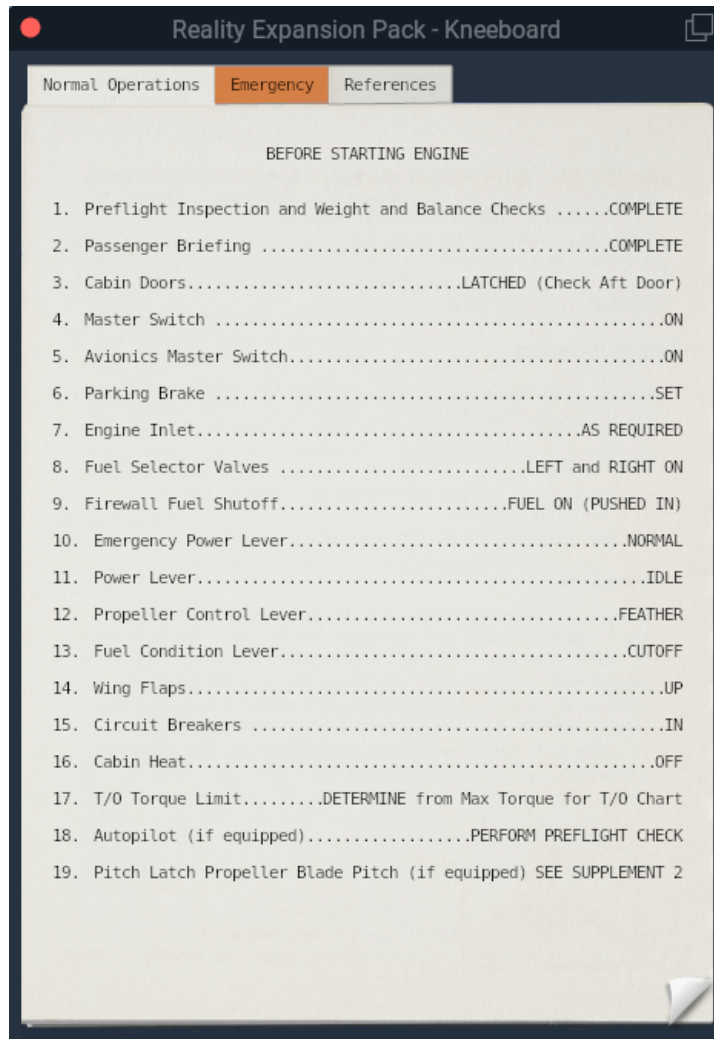 Reality Expansion Pack - Kneeboard
Normal Operations Emergency References
BEFORE STARTING ENGINE
1. Preflight Inspection and Weight and Balance Checks ......COMPLETE
2. Passenger Briefing ......................................COMPLETE
3. Cabin Doors..............................LATCHED (Check Aft Door)
4. Master Switch .................................................ON
5. Avionics Master Switch.........................................ON
6. Parking Brake ................................................SET
7. Engine Inlet..........................................AS REQUIRED
8. Fuel Selector Valves ...........................LEFT and RIGHT ON
9. Firewall Fuel Shutoff.........................FUEL ON (PUSHED IN)
10. Emergency Power Lever.....................................NORMAL
11. Power Lever.................................................IDLE
12. Propeller Control Lever..................................FEATHER
13. Fuel Condition Lever......................................CUTOFF
14. Wing Flaps....................................................UP
15. Circuit Breakers .............................................IN
16. Cabin Heat...................................................OFF
17. T/O Torque Limit.........DETERMINE from Max Torque for T/O Chart
18. Autopilot (if equipped)..................PERFORM PREFLIGHT CHECK
19. Pitch Latch Propeller Blade Pitch (if equipped) SEE SUPPLEMENT 2